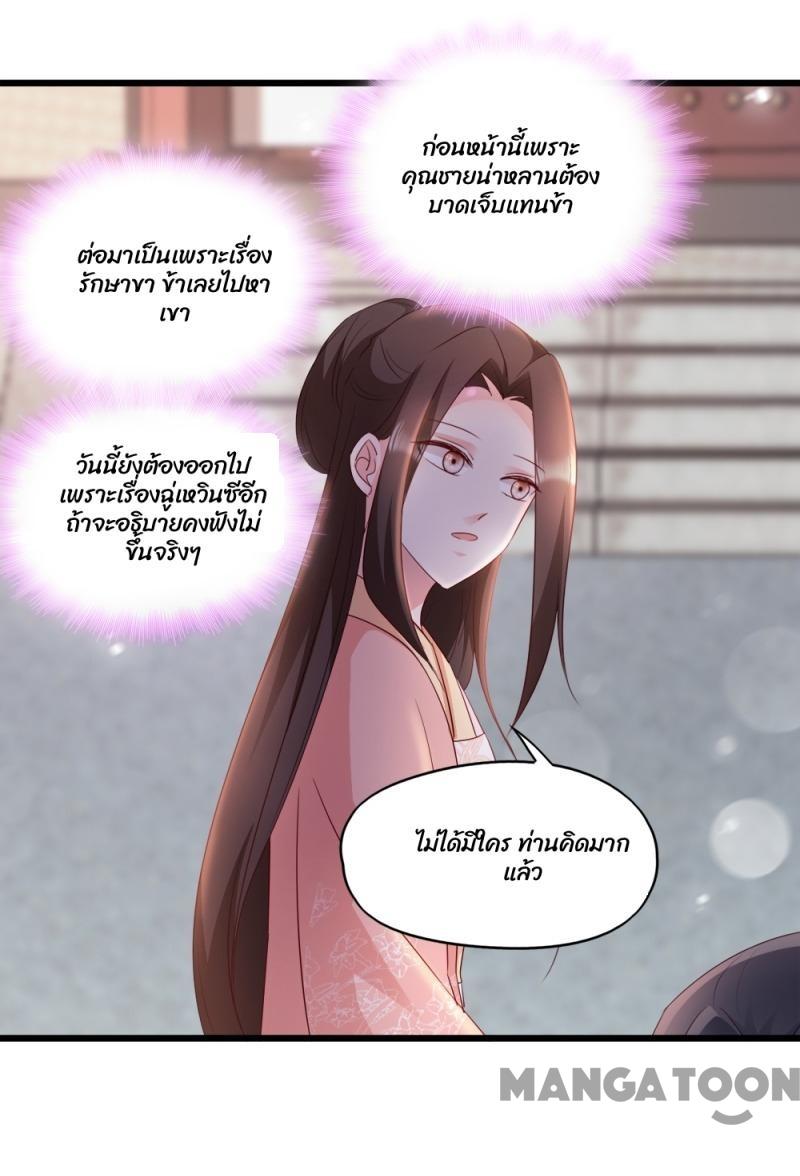 ก่อนหน้านี้เพราะ
คุณชายน่าหลานต้อง
บาดเจ็บแทนข้า
ต่อมาเป็นเพราะเรื่อง
รักษาขา ข้าเลยไปหา
เขา
วันนี้ยังต้องออกไป
เพราะเรื่องฉู่เหวินซีอีก
ถ้าจะอธิบายคงฟังไม่
ขึ้นจริงๆ
ไม่ได้มีใคร ท่านคิดมาก
แล้ว
MANGATOON